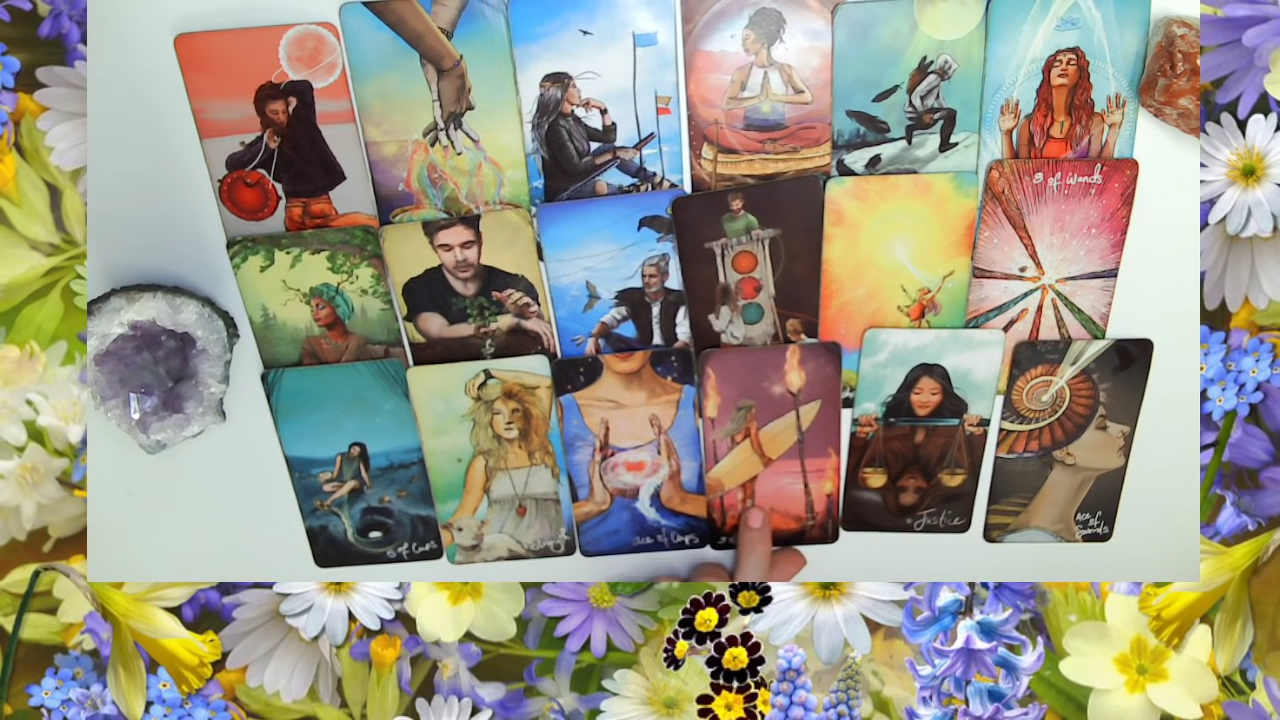 8 of Wands
5 of Cups
Ace of Cups
Justice
Ace
of
Swords